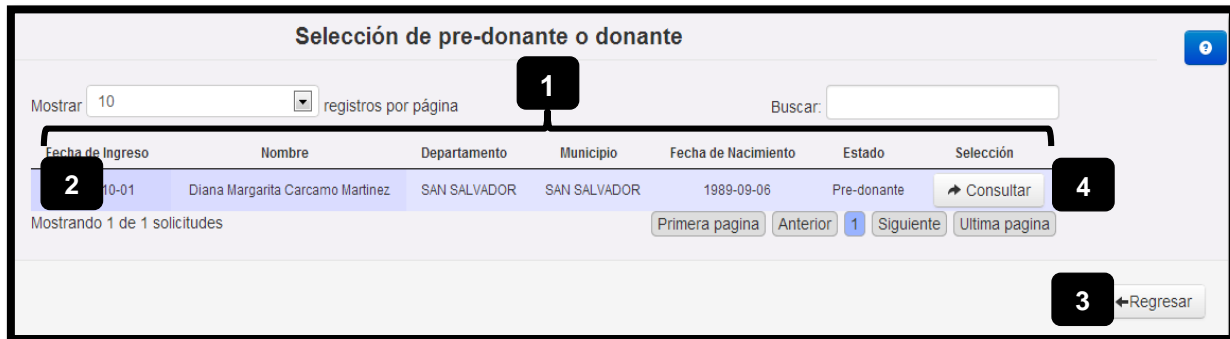 Selección de pre-donante o donante
1
Mostrar 10 registros por página Buscar:
Fecha de Ingreso Nombre Departamento Municipio Fecha de Nacimiento Estado Selección
2 10-01 Diana Margarita Carcamo Martinez SAN SALVADOR SAN SALVADOR 1989-09-06 Pre-donante Consultar 4
Mostrando 1 de 1 solicitudes Primera pagina Anterior 1 Siguiente Ultima pagina
3 Regresar